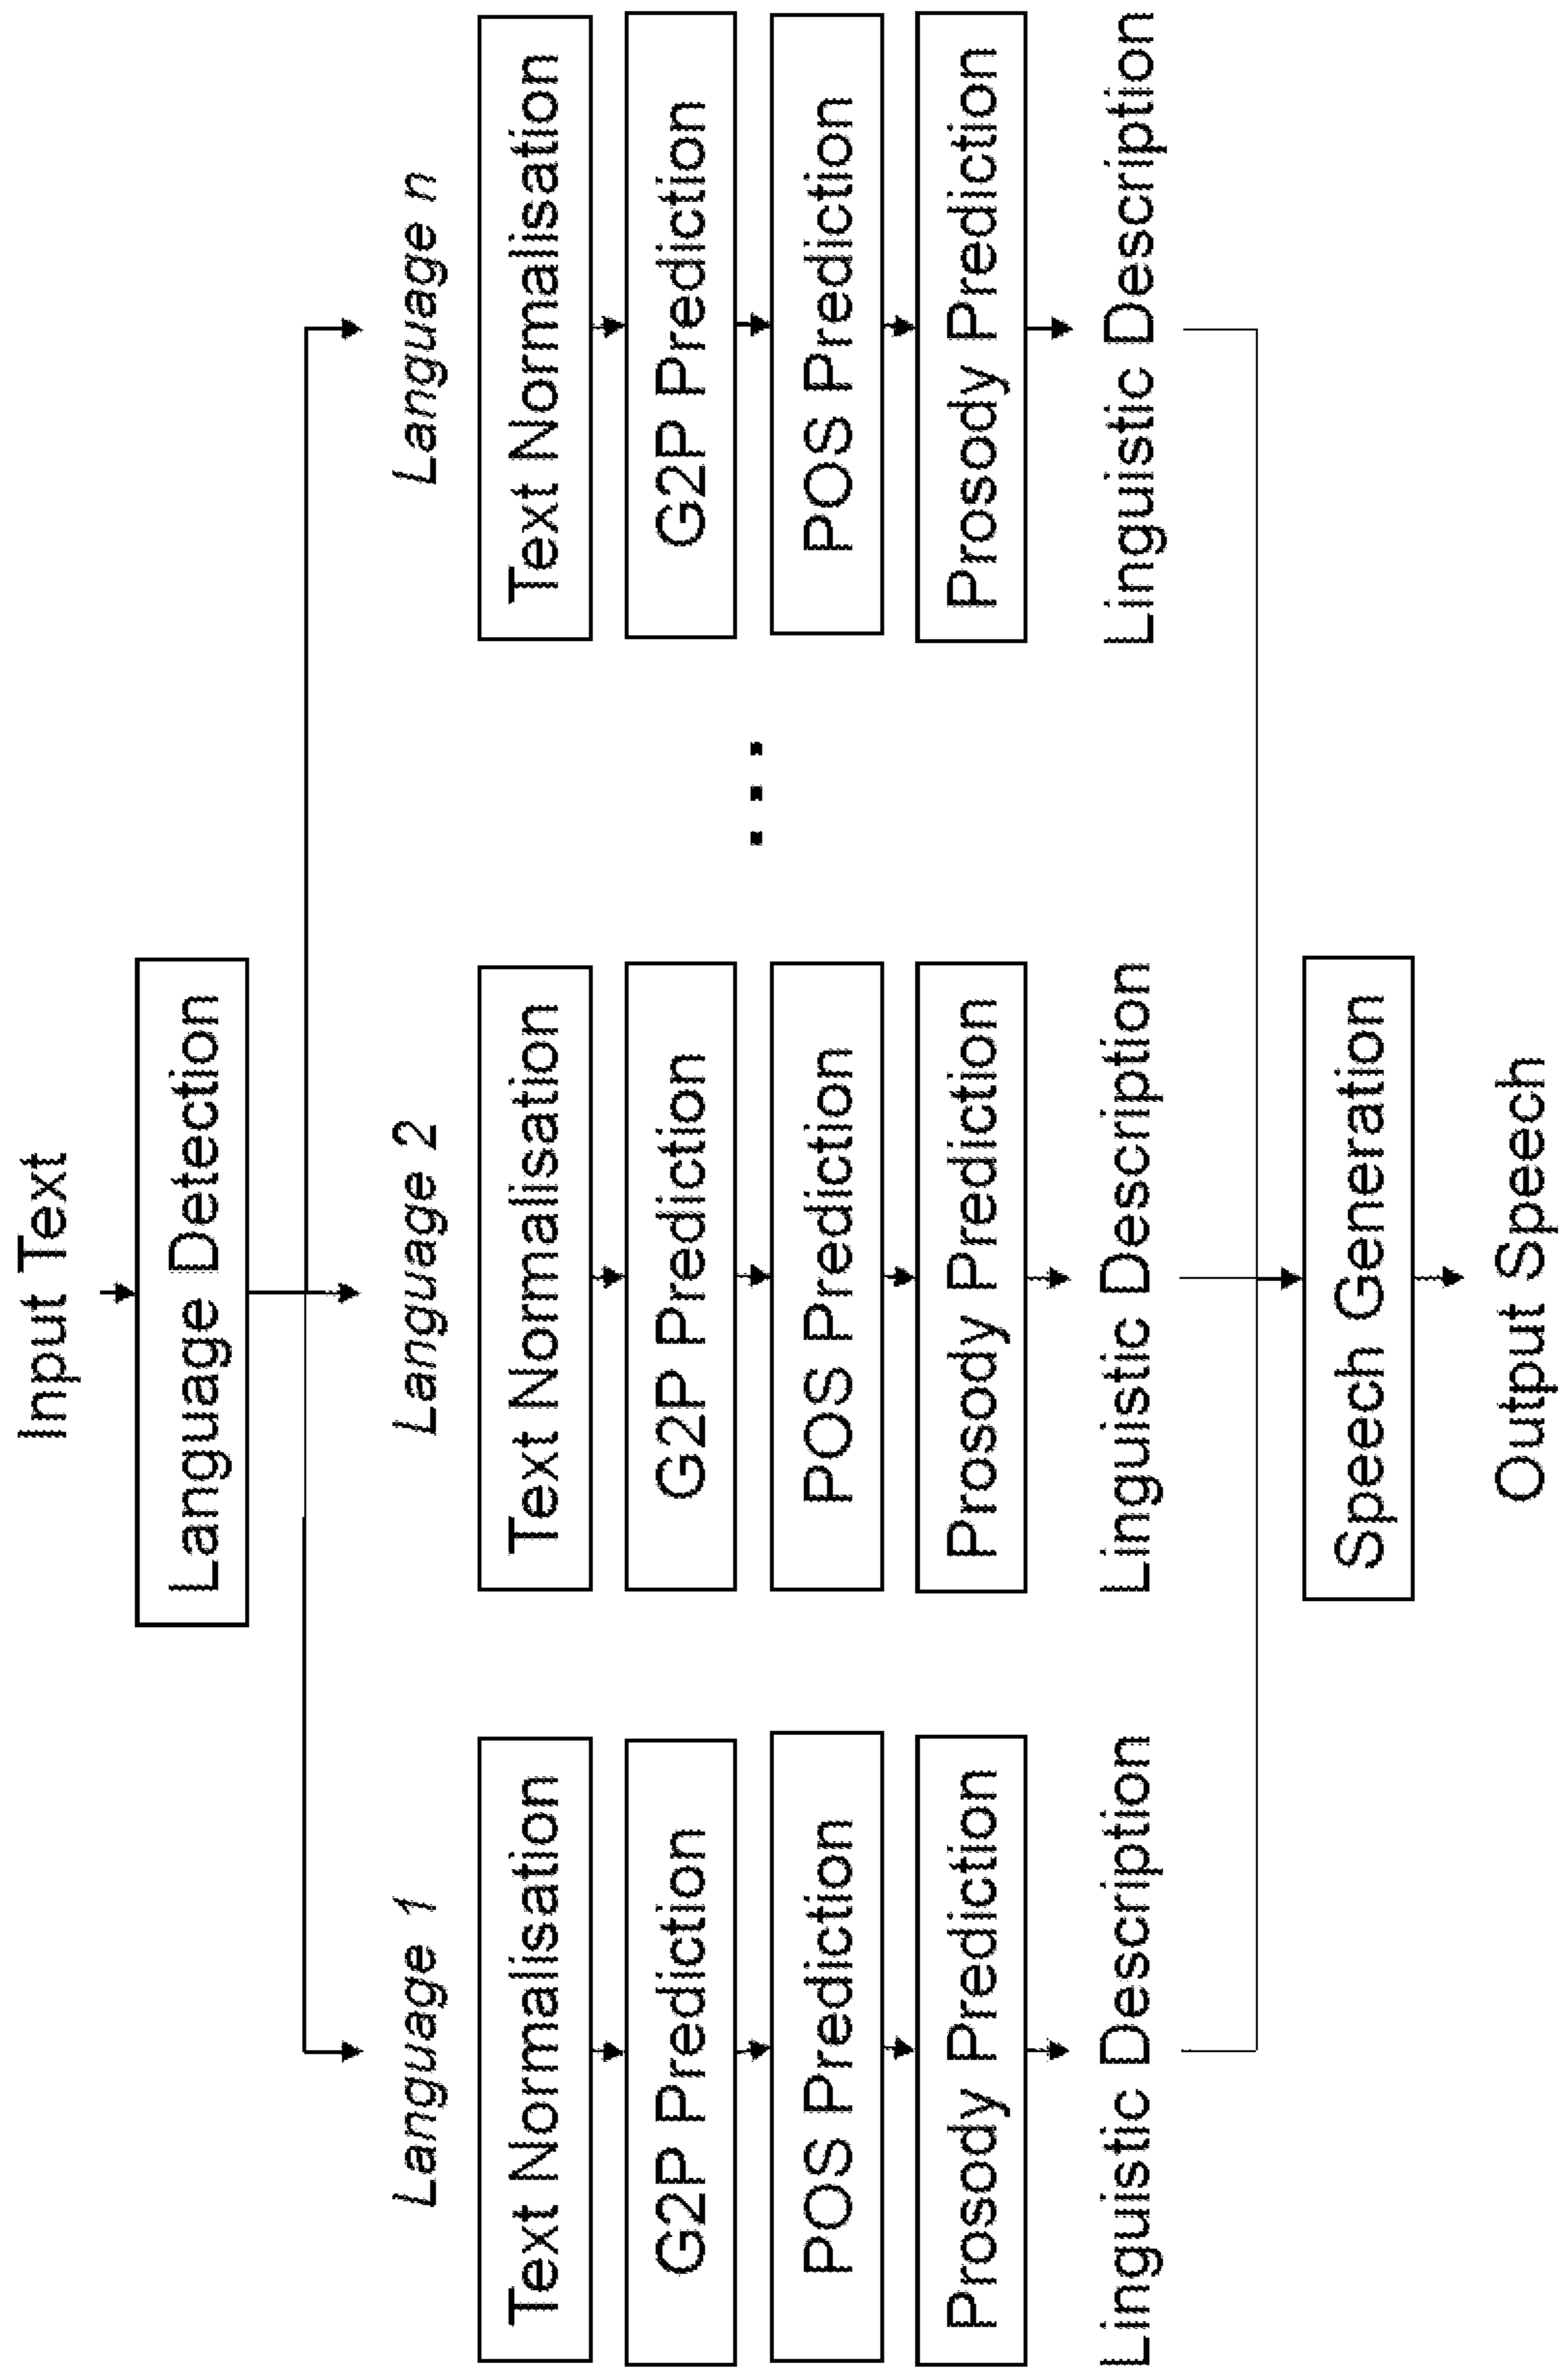 Input Text
Language Detection
Language 1
Text Normalisation
G2P Prediction
POS Prediction
Prosody Prediction
Linguistic Description
Language 2
Text Normalisation
G2P Prediction
POS Prediction
Prosody Prediction
Linguistic Description
...
Language n
Text Normalisation
G2P Prediction
POS Prediction
Prosody Prediction
Linguistic Description
Speech Generation
Output Speech